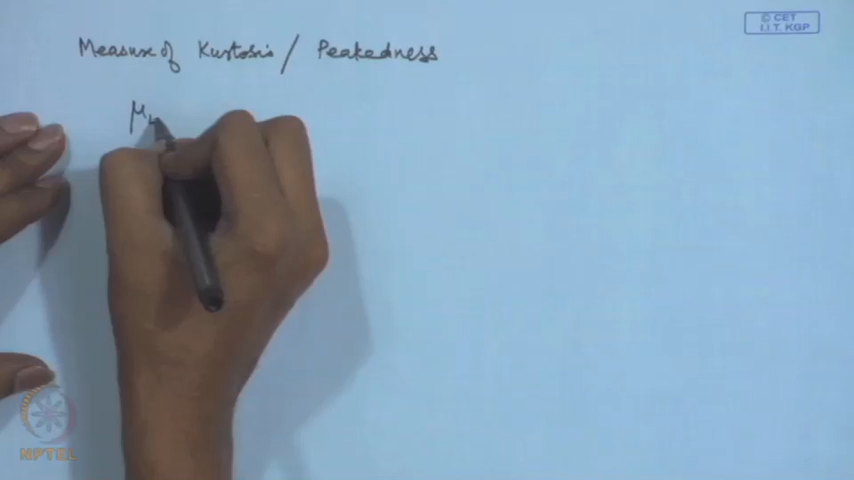 Measure of Kurtosis / Peakedness
© CET
I.I.T. KGP
μ
NPTEL